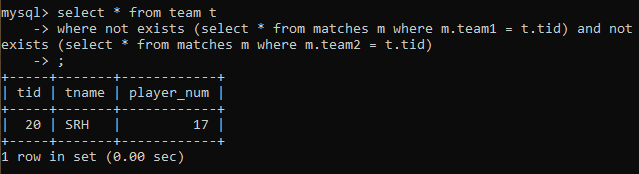 mysql> select * from team t
    -> where not exists (select * from matches m where m.team1 = t.tid) and not
exists (select * from matches m where m.team2 = t.tid)
    -> ;
+-----+-------+------------+
| tid | tname | player_num |
+-----+-------+------------+
|  20 | SRH   |         17 |
+-----+-------+------------+
1 row in set (0.00 sec)